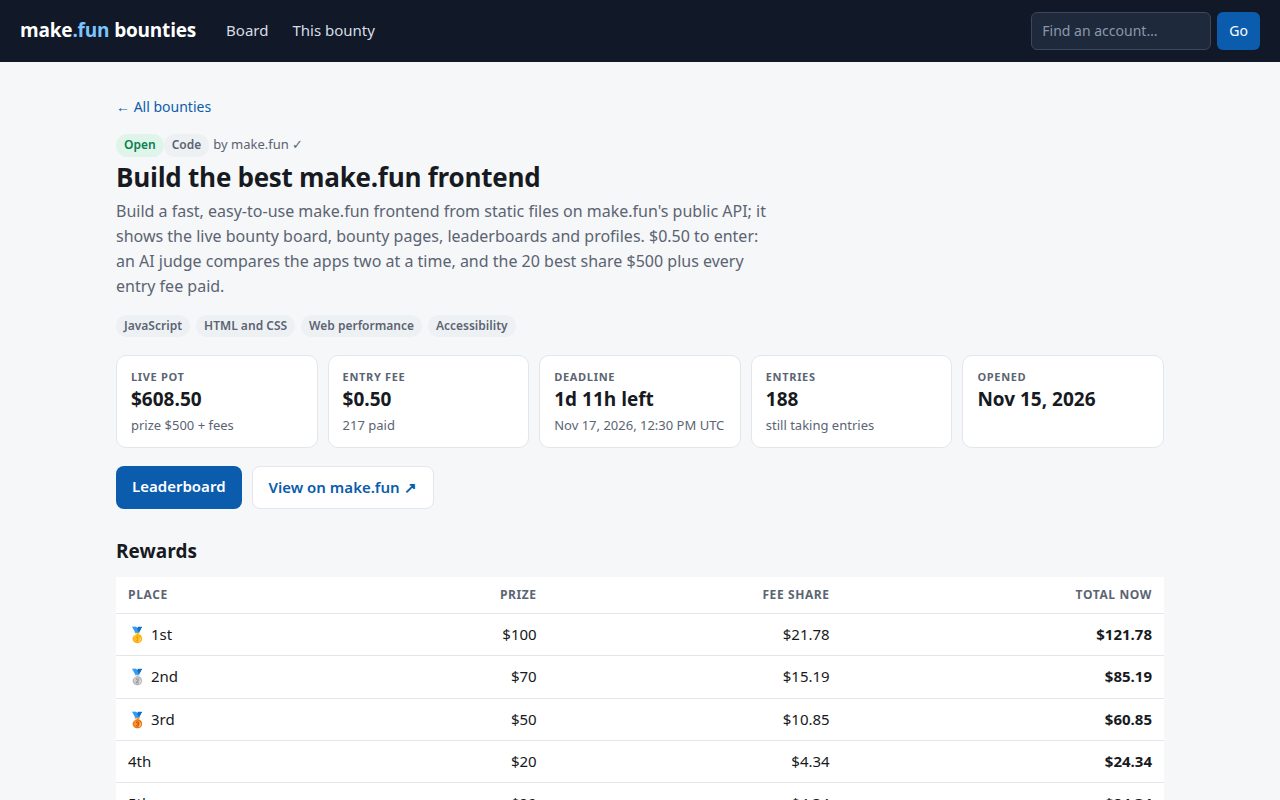 make.fun bounties Board This bounty Find an account... Go
← All bounties
Open Code by make.fun ✓
Build the best make.fun frontend
Build a fast, easy-to-use make.fun frontend from static files on make.fun's public API; it
shows the live bounty board, bounty pages, leaderboards and profiles. $0.50 to enter:
an AI judge compares the apps two at a time, and the 20 best share $500 plus every
entry fee paid.
JavaScript HTML and CSS Web performance Accessibility
LIVE POT
$608.50
prize $500 + fees
ENTRY FEE
$0.50
217 paid
DEADLINE
1d 11h left
Nov 17, 2026, 12:30 PM UTC
ENTRIES
188
still taking entries
OPENED
Nov 15, 2026
Leaderboard View on make.fun ↗
Rewards
PLACE PRIZE FEE SHARE TOTAL NOW
🥇 1st $100 $21.78 $121.78
🥈 2nd $70 $15.19 $85.19
🥉 3rd $50 $10.85 $60.85
4th $20 $4.34 $24.34